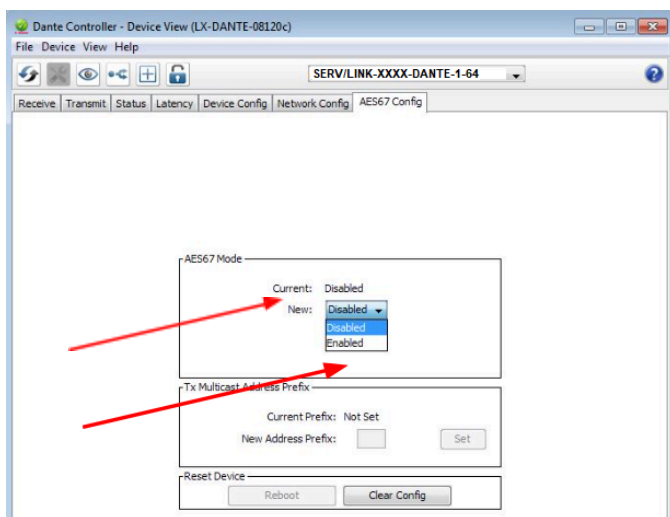 Dante Controller - Device View (LX-DANTE-08120c)
File Device View Help
SERV/LINK-XXXX-DANTE-1-64
Receive Transmit Status Latency Device Config Network Config AES67 Config
AES67 Mode
Current: Disabled
New: Disabled
Disabled
Enabled
Tx Multicast Address Prefix
Current Prefix: Not Set
New Address Prefix: Set
Reset Device
Reboot Clear Config